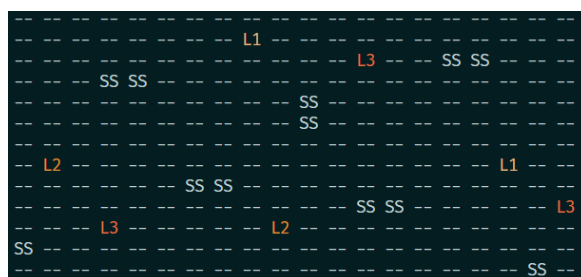 -- -- -- -- -- -- -- -- -- -- -- -- -- -- -- -- -- -- -- --
-- -- -- -- -- -- -- -- L1 -- -- -- -- -- -- -- -- -- -- --
-- -- -- -- -- -- -- -- -- -- -- -- L3 -- -- SS SS -- -- --
-- -- -- SS SS -- -- -- -- -- -- -- -- -- -- -- -- -- -- --
-- -- -- -- -- -- -- -- -- -- SS -- -- -- -- -- -- -- -- --
-- -- -- -- -- -- -- -- -- -- SS -- -- -- -- -- -- -- -- --
-- -- -- -- -- -- -- -- -- -- -- -- -- -- -- -- -- -- -- --
-- L2 -- -- -- -- -- -- -- -- -- -- -- -- -- -- -- L1 -- --
-- -- -- -- -- -- SS SS -- -- -- -- -- -- -- -- -- -- -- --
-- -- -- -- -- -- -- -- -- -- -- -- SS SS -- -- -- -- -- L3
-- -- -- L3 -- -- -- -- -- L2 -- -- -- -- -- -- -- -- -- --
SS -- -- -- -- -- -- -- -- -- -- -- -- -- -- -- -- -- -- --
-- -- -- -- -- -- -- -- -- -- -- -- -- -- -- -- -- -- SS --